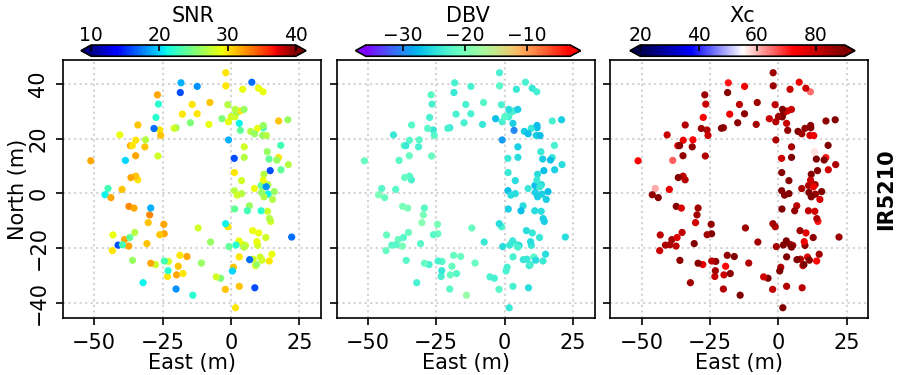 SNR DBV Xc
10 20 30 40 −30 −20 −10 20 40 60 80
40
20
0
−20
−40
North (m)
−50 −25 0 25 −50 −25 0 25 −50 −25 0 25
East (m) East (m) East (m)
IR5210